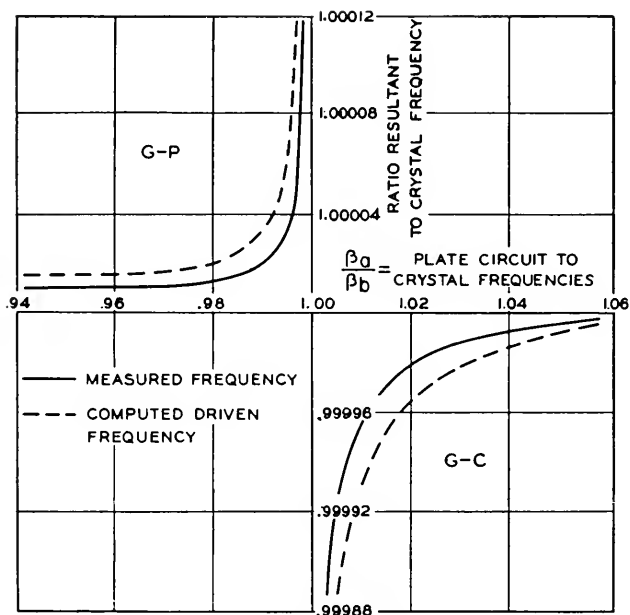 1.00012
1.00008
RATIO RESULTANT
TO CRYSTAL FREQUENCY
G-P
1.00004
βa/βb = PLATE CIRCUIT TO
CRYSTAL FREQUENCIES
.94 .96 .98 1.00 1.02 1.04 1.06
MEASURED FREQUENCY
COMPUTED DRIVEN
FREQUENCY
.99996
G-C
.99992
.99988